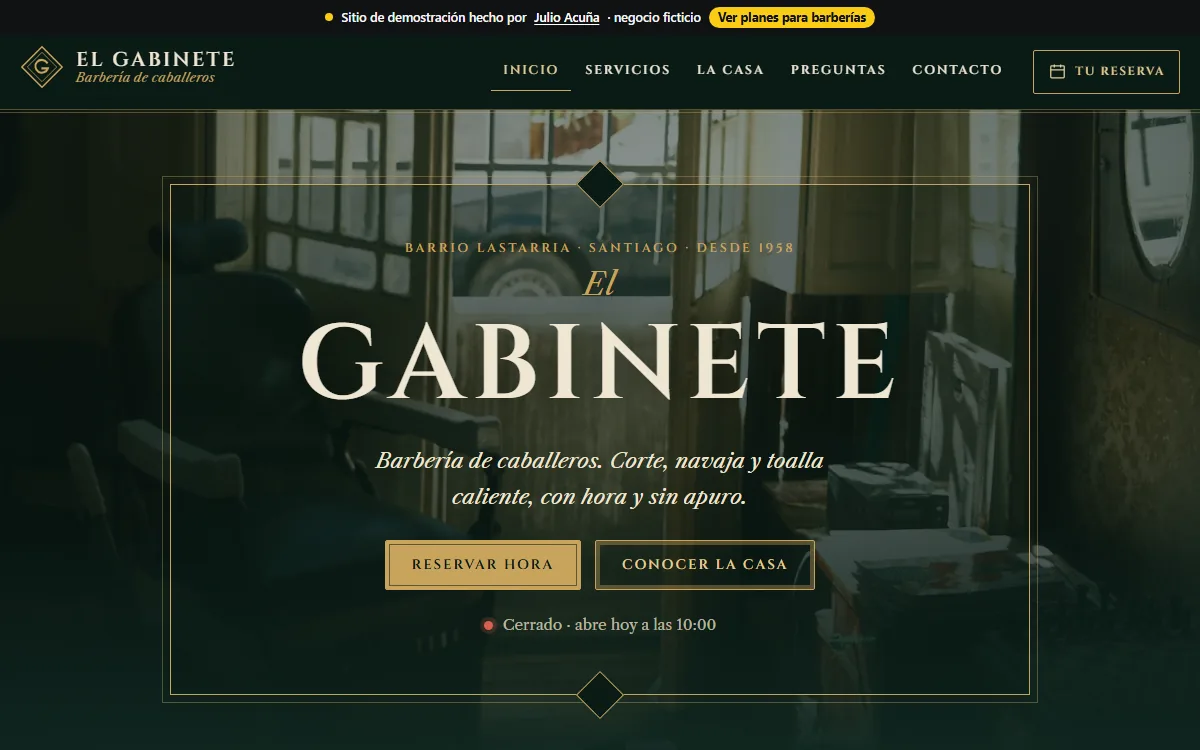 Sitio de demostración hecho por Julio Acuña · negocio ficticio Ver planes para barberías
G
EL GABINETE
Barbería de caballeros
INICIO SERVICIOS LA CASA PREGUNTAS CONTACTO TU RESERVA
BARRIO LASTARRIA · SANTIAGO · DESDE 1958
El
GABINETE
Barbería de caballeros. Corte, navaja y toalla
caliente, con hora y sin apuro.
RESERVAR HORA CONOCER LA CASA
Cerrado · abre hoy a las 10:00